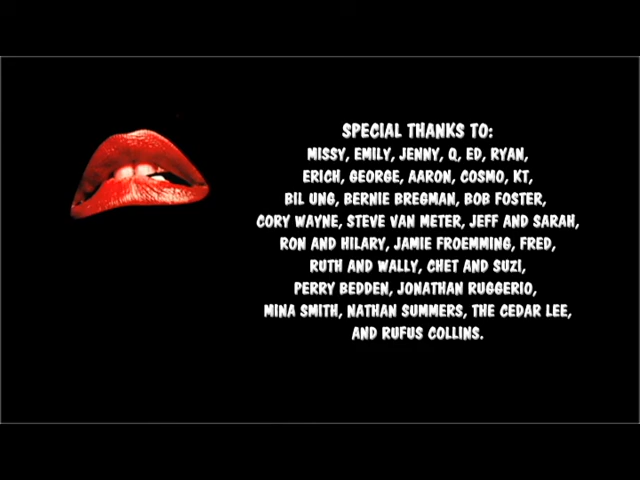 SPECIAL THANKS TO:
MISSY, EMILY, JENNY, Q, ED, RYAN,
ERICH, GEORGE, AARON, COSMO, KT,
BIL UNG, BERNIE BREGMAN, BOB FOSTER,
CORY WAYNE, STEVE VAN METER, JEFF AND SARAH,
RON AND HILARY, JAMIE FROEMMING, FRED,
RUTH AND WALLY, CHET AND SUZI,
PERRY BEDDEN, JONATHAN RUGGERIO,
MINA SMITH, NATHAN SUMMERS, THE CEDAR LEE,
AND RUFUS COLLINS.